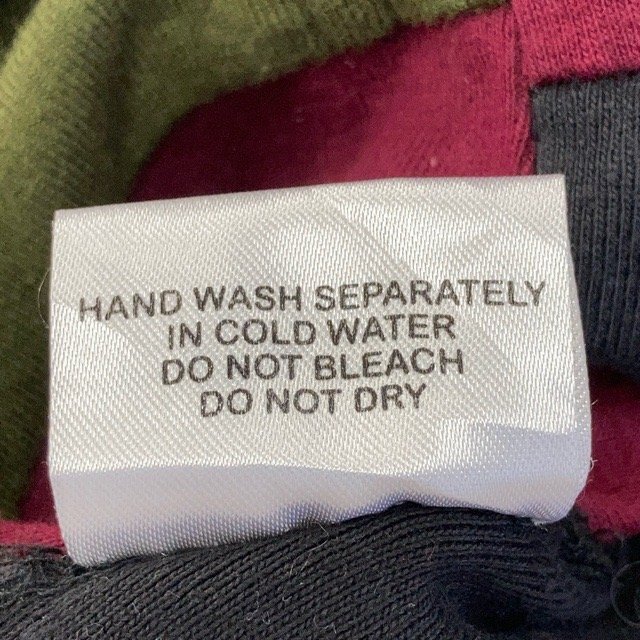 HAND WASH SEPARATELY
IN COLD WATER
DO NOT BLEACH
DO NOT DRY